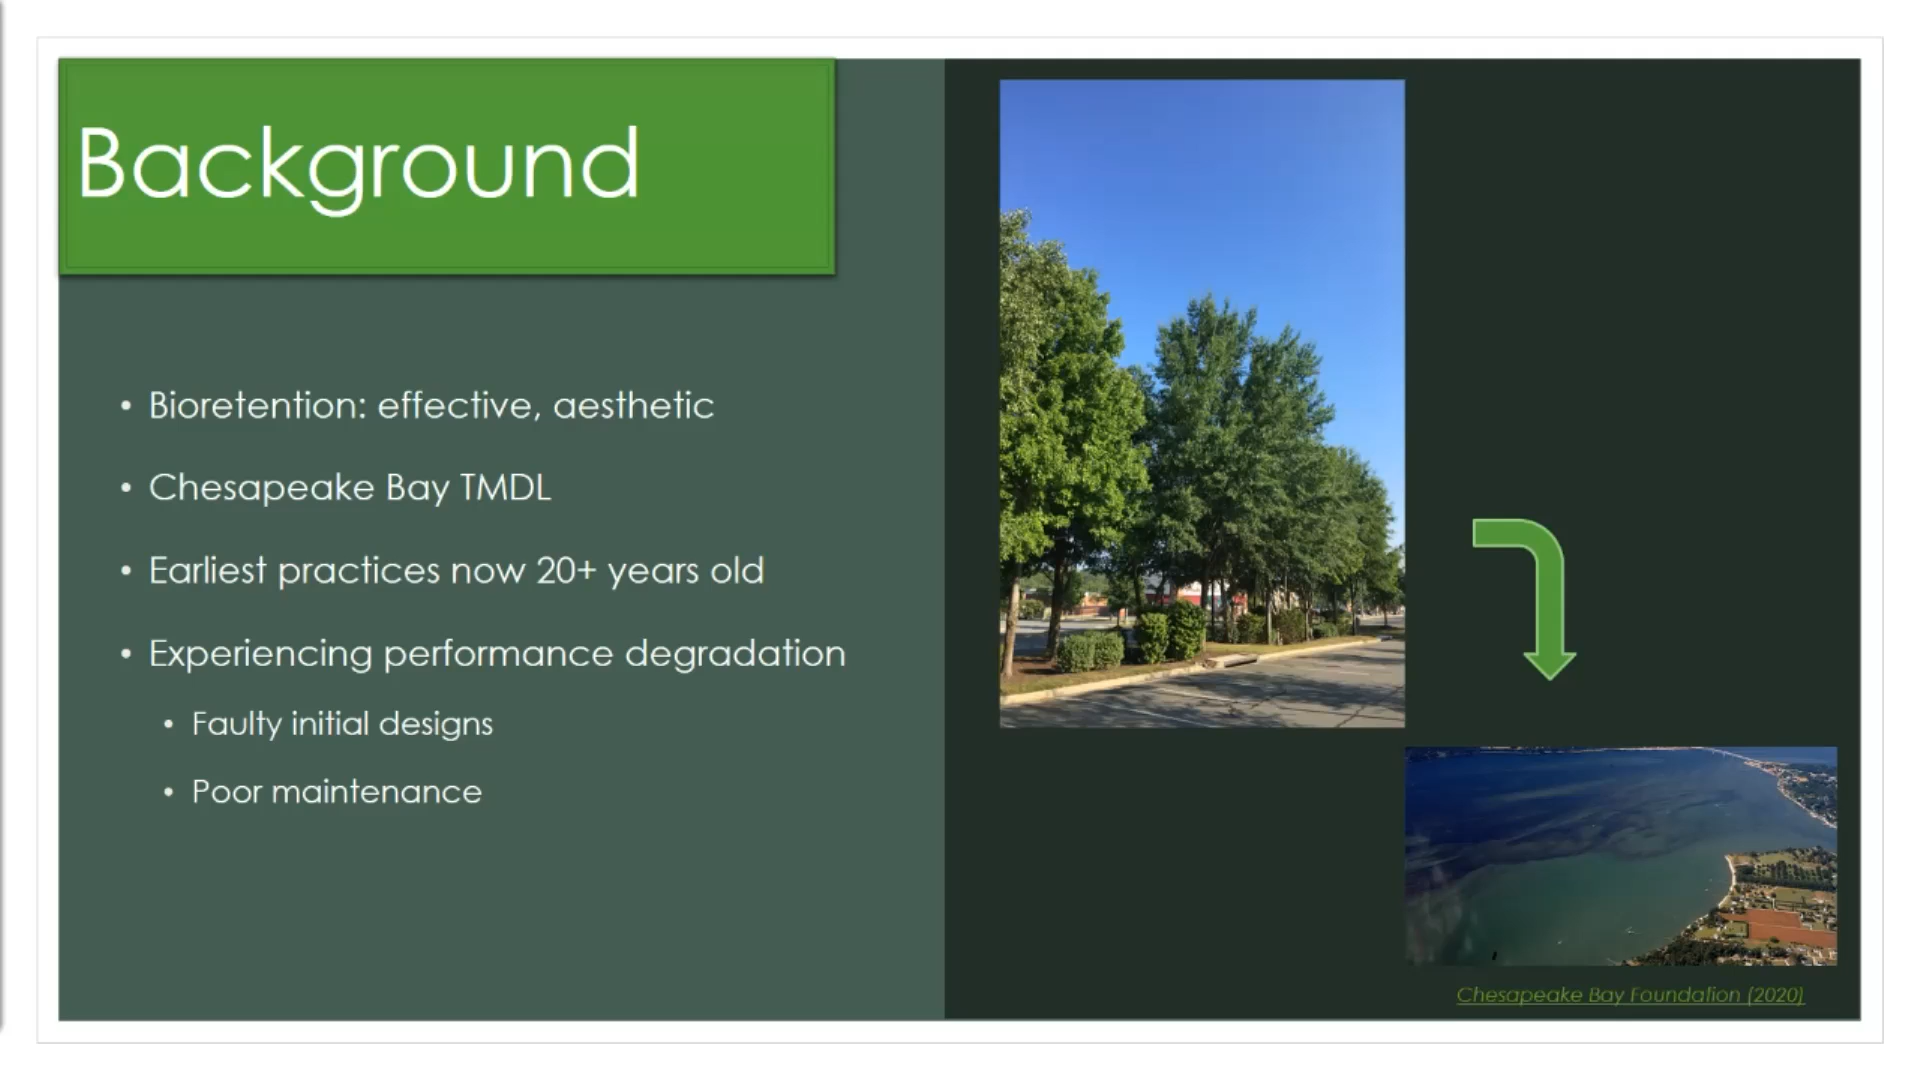 Background
• Bioretention: effective, aesthetic
• Chesapeake Bay TMDL
• Earliest practices now 20+ years old
• Experiencing performance degradation
• Faulty initial designs
• Poor maintenance
Chesapeake Bay Foundation (2020)